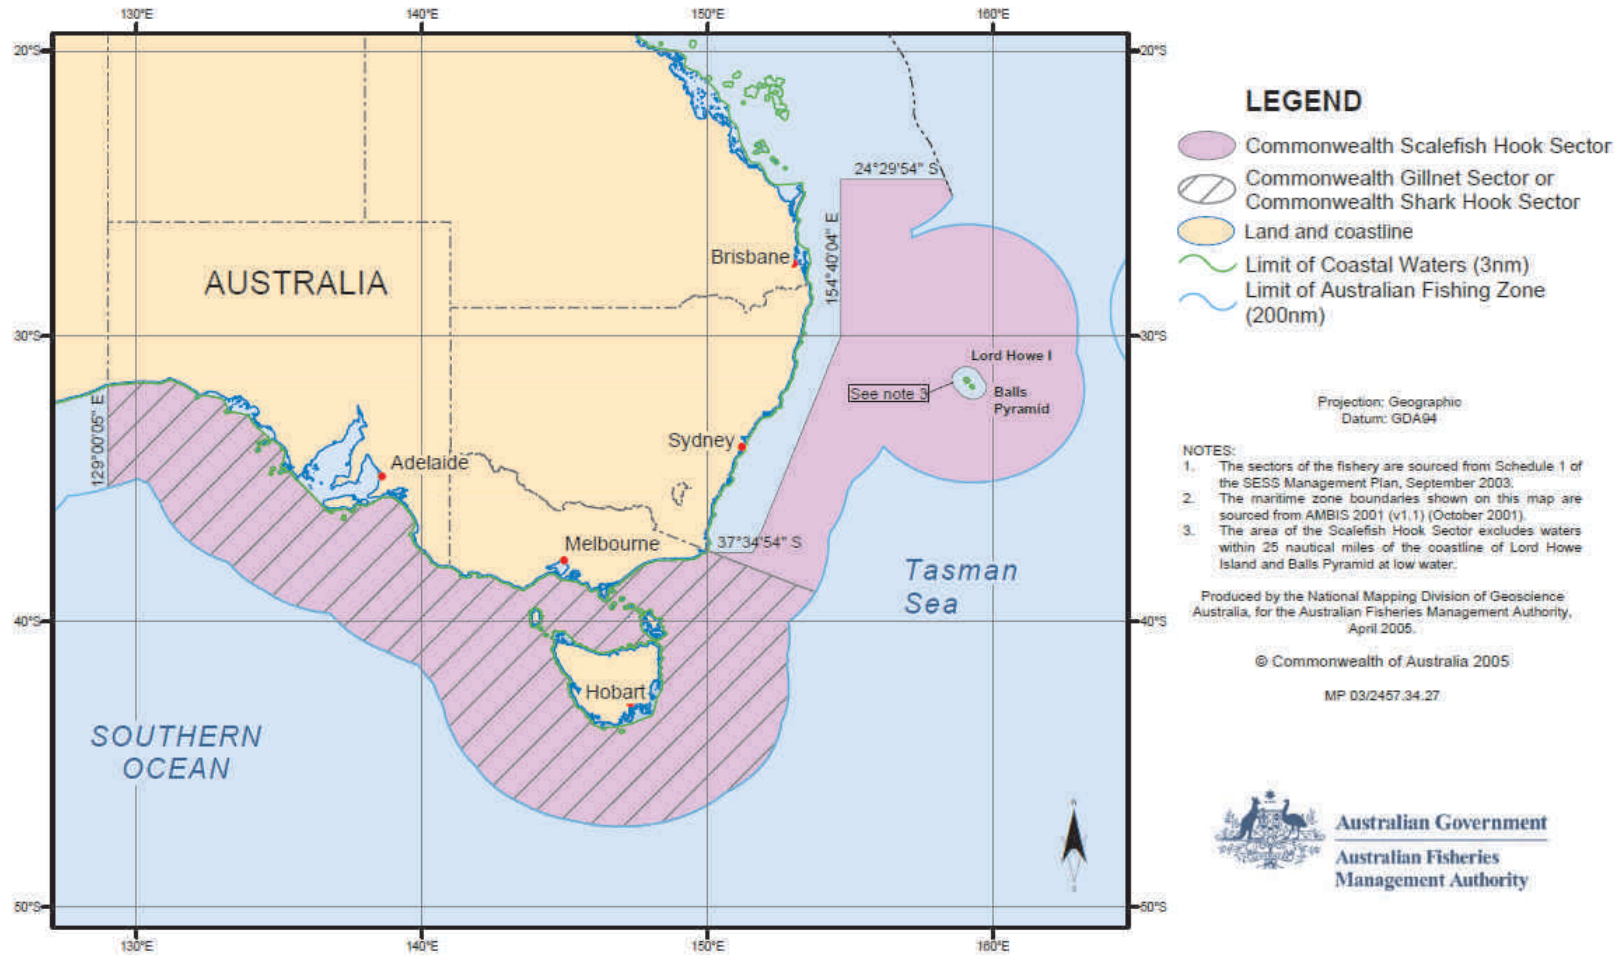 130°E 140°E 150°E 160°E
20°S 20°S
24°29'54" S
154°40'04" E
Brisbane
AUSTRALIA
30°S 30°S
Lord Howe I
See note 3
Balls
Pyramid
129°00'05" E
Sydney
Adelaide
37°34'54" S
Melbourne
Tasman
Sea
40°S 40°S
Hobart
SOUTHERN
OCEAN
N
S
50°S 50°S
130°E 140°E 150°E 160°E
LEGEND
Commonwealth Scalefish Hook Sector
Commonwealth Gillnet Sector or
Commonwealth Shark Hook Sector
Land and coastline
Limit of Coastal Waters (3nm)
Limit of Australian Fishing Zone
(200nm)
Projection: Geographic
Datum: GDA94
NOTES:
1. The sectors of the fishery are sourced from Schedule 1 of
the SESS Management Plan, September 2003.
2. The maritime zone boundaries shown on this map are
sourced from AMBIS 2001 (v1.1) (October 2001).
3. The area of the Scalefish Hook Sector excludes waters
within 25 nautical miles of the coastline of Lord Howe
Island and Balls Pyramid at low water.
Produced by the National Mapping Division of Geoscience
Australia, for the Australian Fisheries Management Authority,
April 2005.
© Commonwealth of Australia 2005
MP 03/2457.34.27
Australian Government
Australian Fisheries
Management Authority